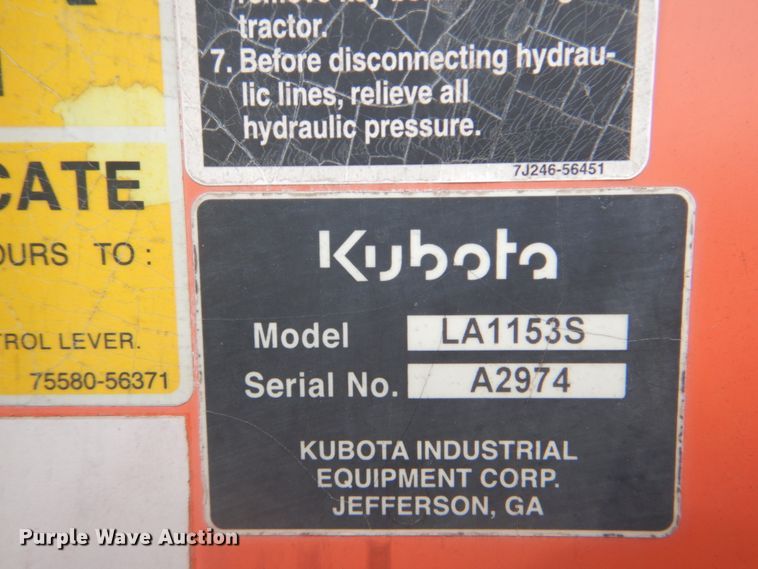 tractor.
7. Before disconnecting hydrau-
lic lines, relieve all
hydraulic pressure.
7J246-56451
CATE
OURS TO :
TROL LEVER.
75580-56371
Kubota
Model LA1153S
Serial No. A2974
KUBOTA INDUSTRIAL
EQUIPMENT CORP.
JEFFERSON, GA
Purple Wave Auction